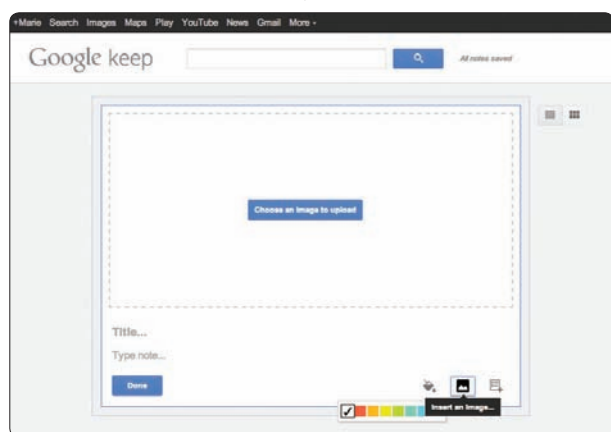 +Marie Search Images Maps Play YouTube News Gmail More
Google keep
All notes saved
Choose an image to upload
Title...
Type note...
Done
Insert an image...